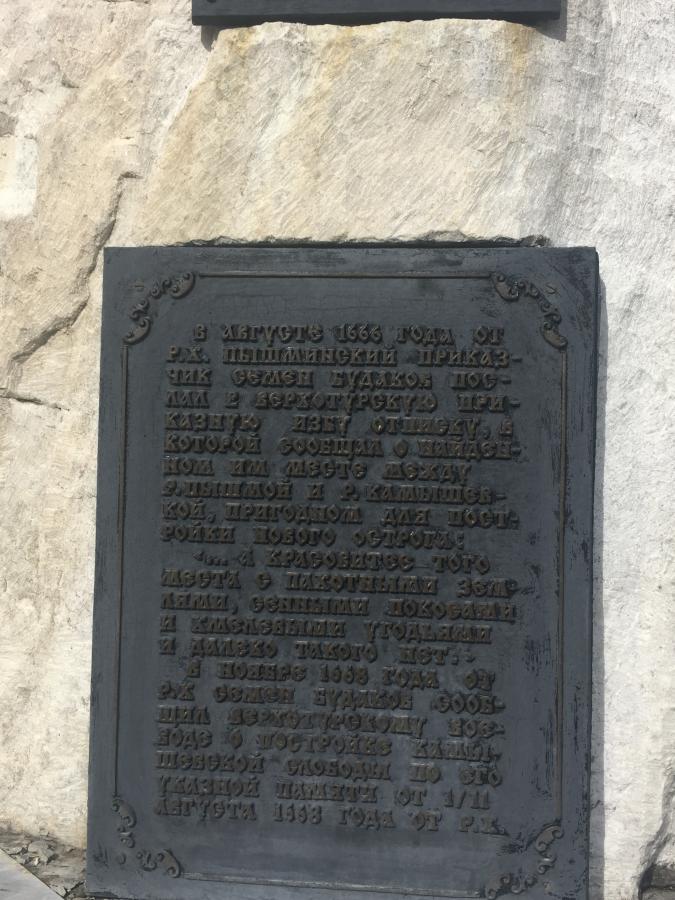 В АВГУСТЕ 1666 ГОДА ОТ
Р.Х. ПЫШМИНСКИЙ ПРИКАЗ-
ЧИК СЕМЕН БУДАКОВ ПОС-
ЛАЛ В ВЕРХОТУРСКУЮ ПРИ-
КАЗНУЮ ИЗБУ ОТПИСКУ, В
КОТОРОЙ СООБЩАЛ О НАЙДЕН-
НОМ ИМ МЕСТЕ МЕЖДУ
Р.ПЫШМОЙ И Р.КАМЫШЕВ-
КОЙ, ПРИГОДНОМ ДЛЯ ПОСТ-
РОЙКИ НОВОГО ОСТРОГА:
"...А КРАСОВИТЕЕ ТОГО
МЕСТА С ПАХОТНЫМИ ЗЕМ-
ЛЯМИ, СЕННЫМИ ПОКОСАМИ
И ХМЕЛЕВЫМИ УГОДЬЯМИ
И ДАЛЕКО ТАКОГО НЕТ."
В НОЯБРЕ 1668 ГОДА ОТ
Р.Х СЕМЕН БУДАКОВ СООБ-
ЩИЛ ВЕРХОТУРСКОМУ ВОЕ-
ВОДЕ О ПОСТРОЙКЕ КАМЫ-
ШЕВСКОЙ СЛОБОДЫ ПО ЕГО
УКАЗНОЙ ПАМЯТИ ОТ 1/11
АВГУСТА 1668 ГОДА ОТ Р.Х.